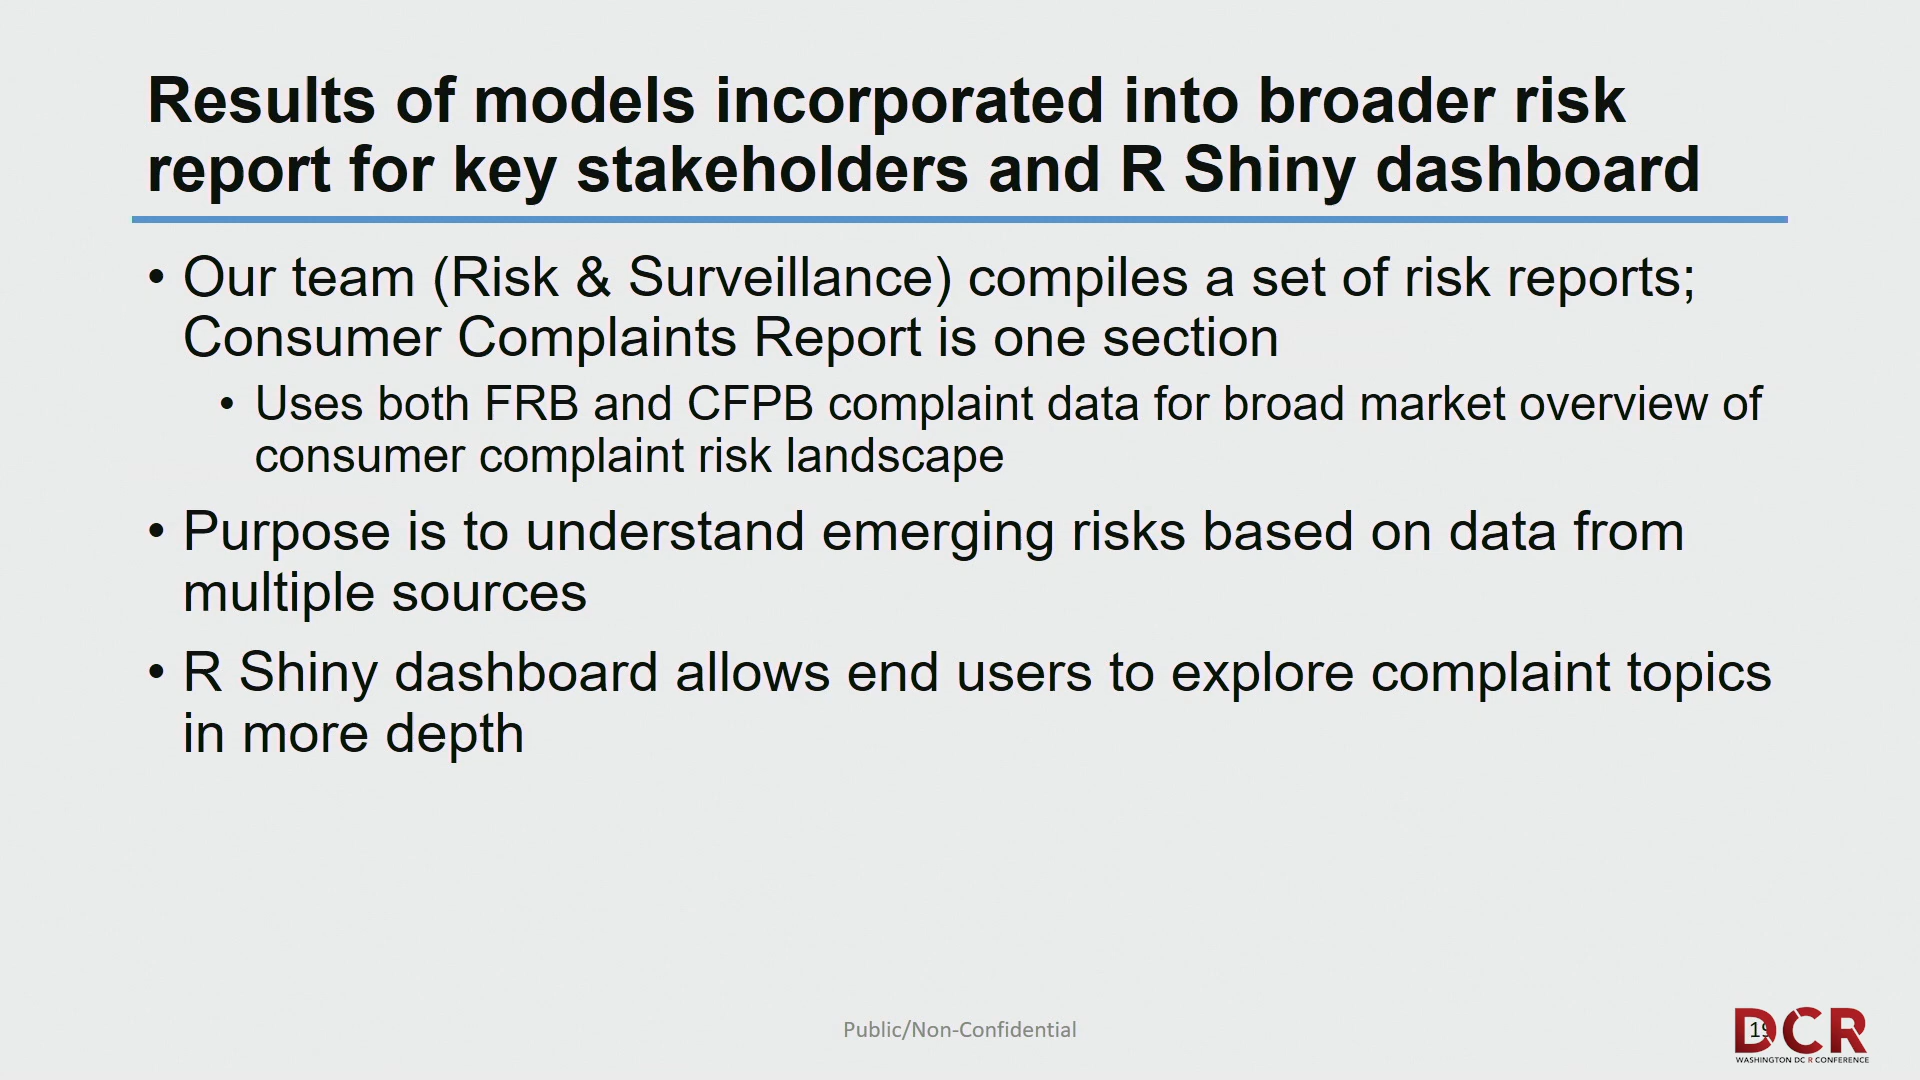 Results of models incorporated into broader risk
report for key stakeholders and R Shiny dashboard
• Our team (Risk & Surveillance) compiles a set of risk reports;
Consumer Complaints Report is one section
• Uses both FRB and CFPB complaint data for broad market overview of
consumer complaint risk landscape
• Purpose is to understand emerging risks based on data from
multiple sources
• R Shiny dashboard allows end users to explore complaint topics
in more depth
Public/Non-Confidential
DCR
WASHINGTON DC R CONFERENCE